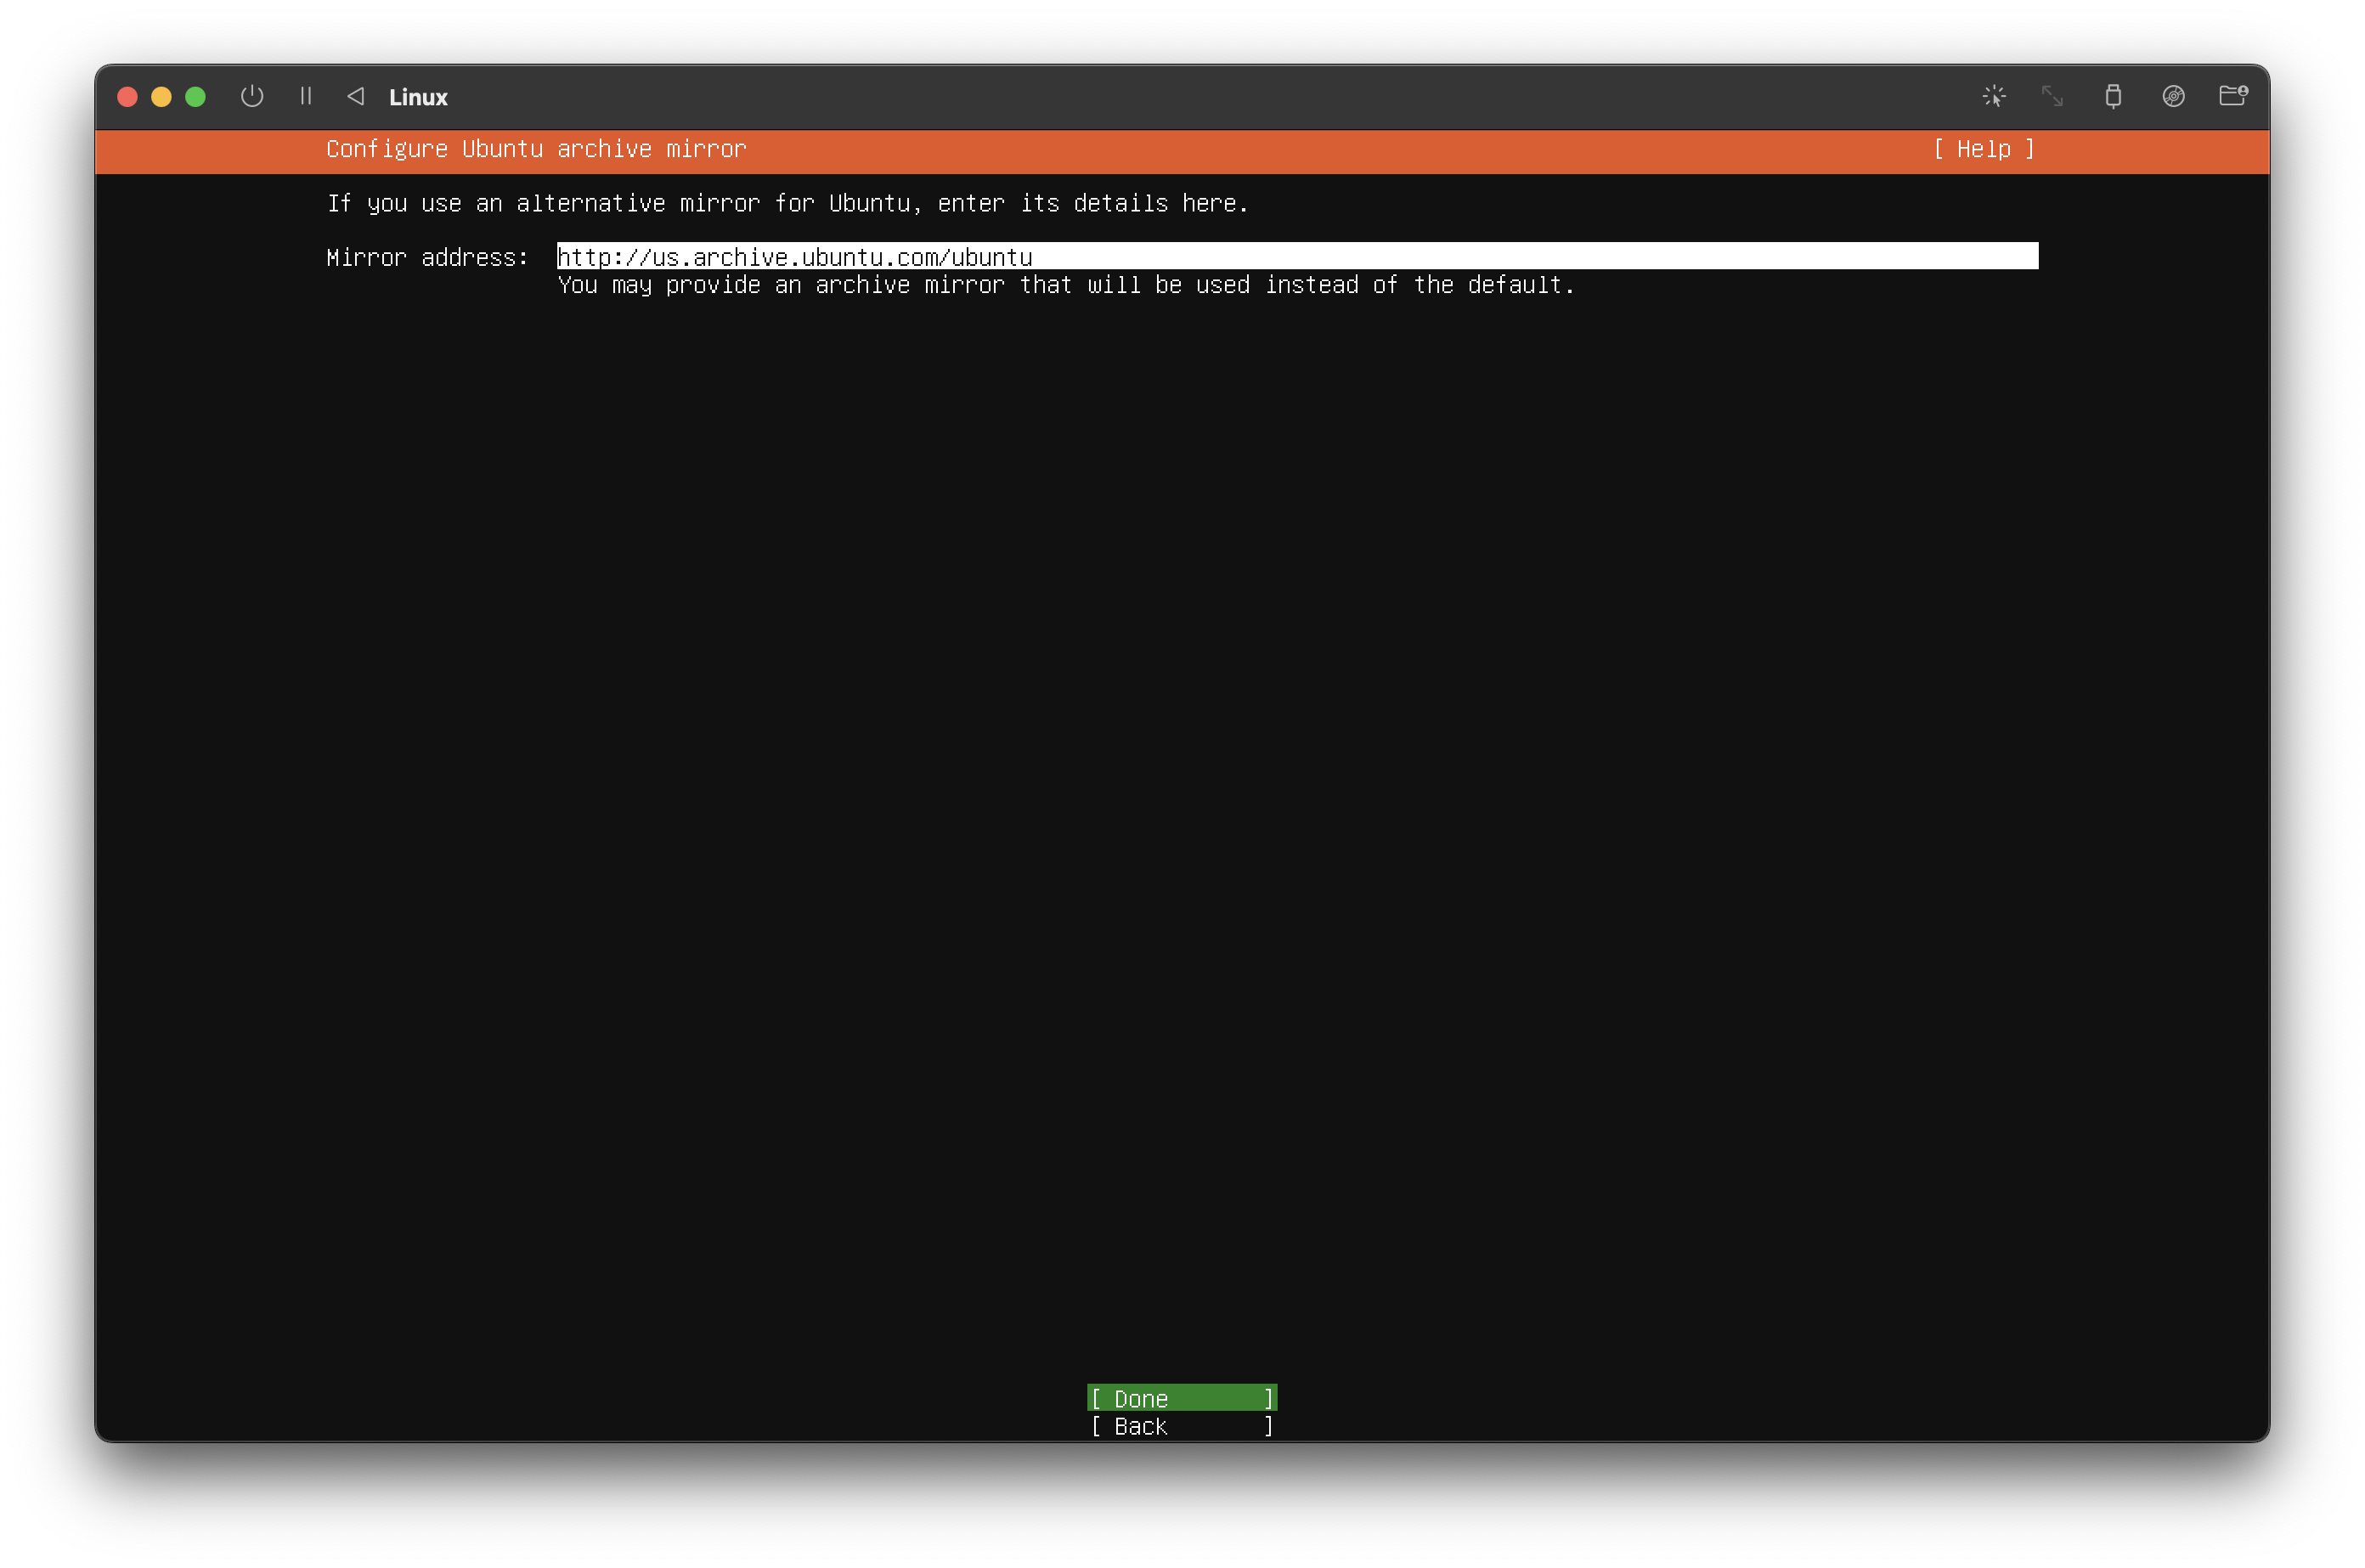 Linux
Configure Ubuntu archive mirror [ Help ]
If you use an alternative mirror for Ubuntu, enter its details here.
Mirror address: http://us.archive.ubuntu.com/ubuntu
You may provide an archive mirror that will be used instead of the default.
[ Done ]
[ Back ]